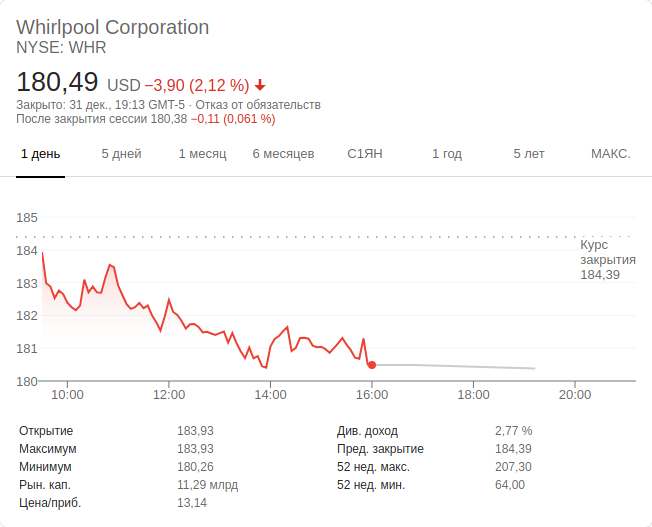 Whirlpool Corporation
NYSE: WHR
180,49 USD −3,90 (2,12 %)
Закрыто: 31 дек., 19:13 GMT-5 · Отказ от обязательств
После закрытия сессии 180,38 −0,11 (0,061 %)
1 день 5 дней 1 месяц 6 месяцев С1ЯН 1 год 5 лет МАКС.
185
184
183
182
181
180
Курс
закрытия
184,39
10:00 12:00 14:00 16:00 18:00 20:00
Открытие 183,93 Див. доход 2,77 %
Максимум 183,93 Пред. закрытие 184,39
Минимум 180,26 52 нед. макс. 207,30
Рын. кап. 11,29 млрд 52 нед. мин. 64,00
Цена/приб. 13,14